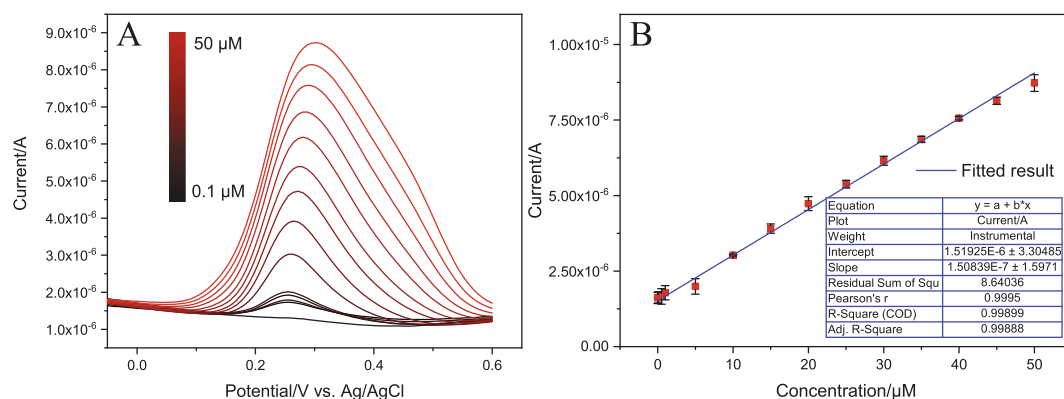 A
50 µM
0.1 µM
9.0x10⁻⁶
8.0x10⁻⁶
7.0x10⁻⁶
6.0x10⁻⁶
5.0x10⁻⁶
4.0x10⁻⁶
3.0x10⁻⁶
2.0x10⁻⁶
1.0x10⁻⁶
Current/A
0.0
0.2
0.4
0.6
Potential/V vs. Ag/AgCl
B
1.00x10⁻⁵
7.50x10⁻⁶
5.00x10⁻⁶
2.50x10⁻⁶
0.00
Current/A
Fitted result
Equation y = a + b*x
Plot Current/A
Weight Instrumental
Intercept 1.51925E-6 ± 3.30485
Slope 1.50839E-7 ± 1.5971
Residual Sum of Squ 8.64036
Pearson's r 0.9995
R-Square (COD) 0.99899
Adj. R-Square 0.99888
0
10
20
30
40
50
Concentration/µM